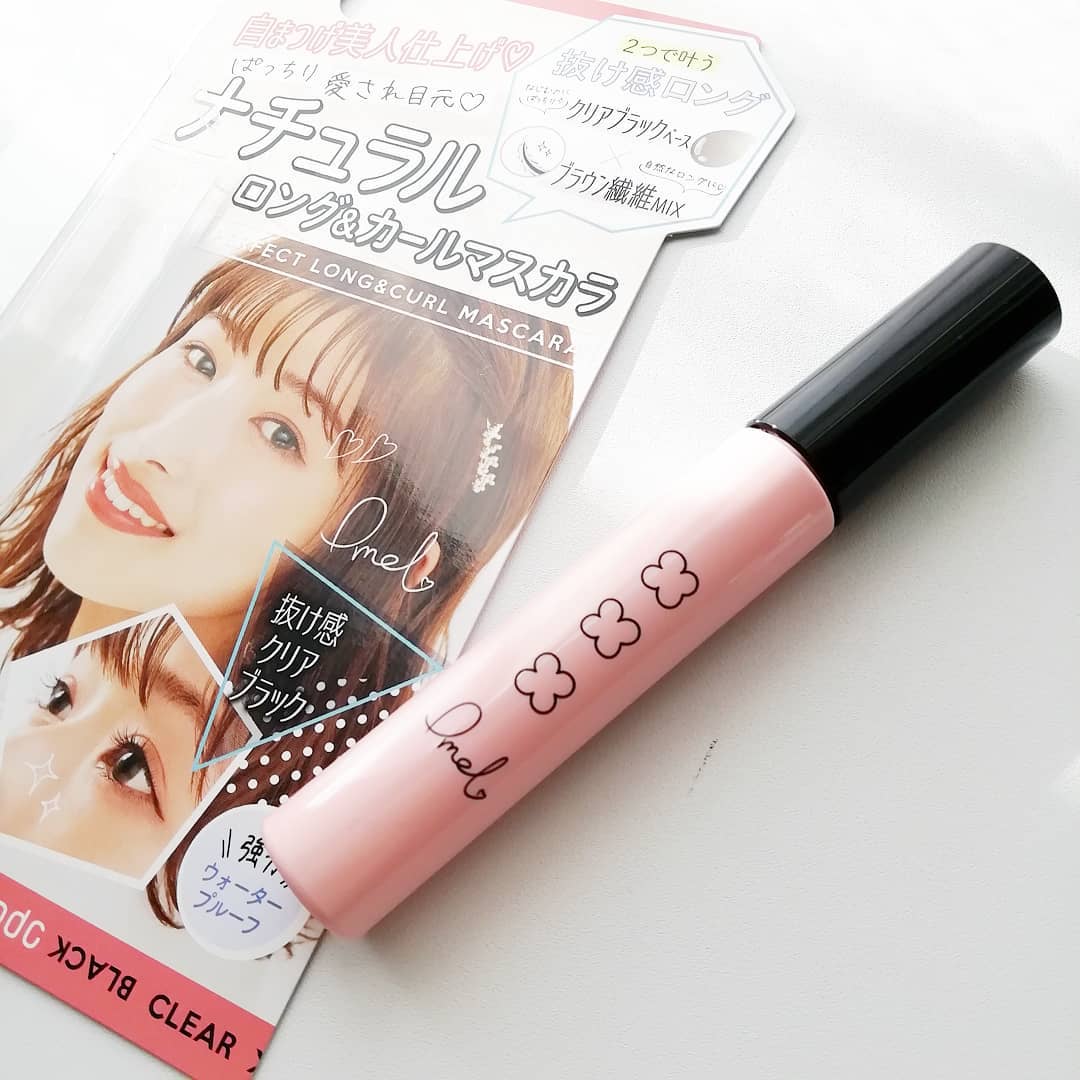 自まつげ美人仕上げ♡
ぱっちり 愛され目元♡
ナチュラル
ロング&カールマスカラ
FECT LONG&CURL MASCARA
2つで叶う
抜け感ロング
クリアブラックベース
×
自然なロングに
ブラウン繊維MIX
Pmel
抜け感
クリア
ブラック
ウォーター
プルーフ
pdc
BLACK CLEAR
Pmel